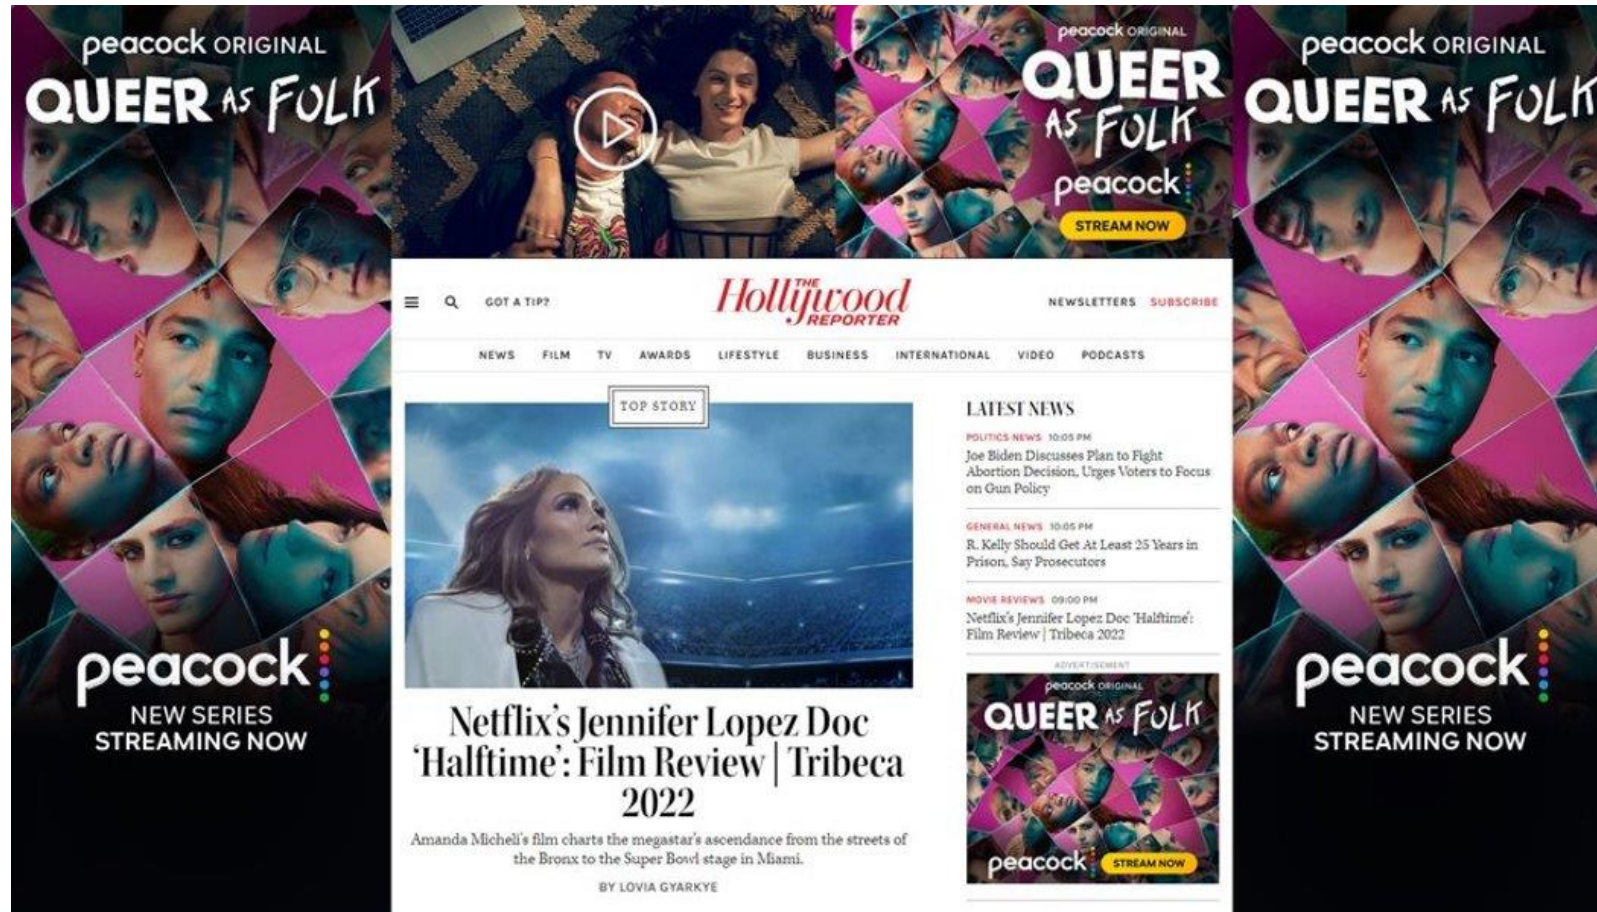 peacock ORIGINAL
QUEER AS FOLK
peacock
NEW SERIES
STREAMING NOW
peacock ORIGINAL
QUEER
AS FOLK
peacock
STREAM NOW
GOT A TIP?
THE
Hollywood
REPORTER
NEWSLETTERS SUBSCRIBE
NEWS FILM TV AWARDS LIFESTYLE BUSINESS INTERNATIONAL VIDEO PODCASTS
TOP STORY
Netflix's Jennifer Lopez Doc
'Halftime': Film Review | Tribeca
2022
Amanda Micheli's film charts the megastar's ascendance from the streets of
the Bronx to the Super Bowl stage in Miami.
BY LOVIA GYARKYE
LATEST NEWS
POLITICS NEWS 10:05 PM
Joe Biden Discusses Plan to Fight
Abortion Decision, Urges Voters to Focus
on Gun Policy
GENERAL NEWS 10:05 PM
R. Kelly Should Get At Least 25 Years in
Prison, Say Prosecutors
MOVIE REVIEWS 09:00 PM
Netflix's Jennifer Lopez Doc 'Halftime':
Film Review | Tribeca 2022
ADVERTISEMENT
peacock ORIGINAL
QUEER AS FOLK
peacock
STREAM NOW
peacock ORIGINAL
QUEER AS FOLK
peacock
NEW SERIES
STREAMING NOW